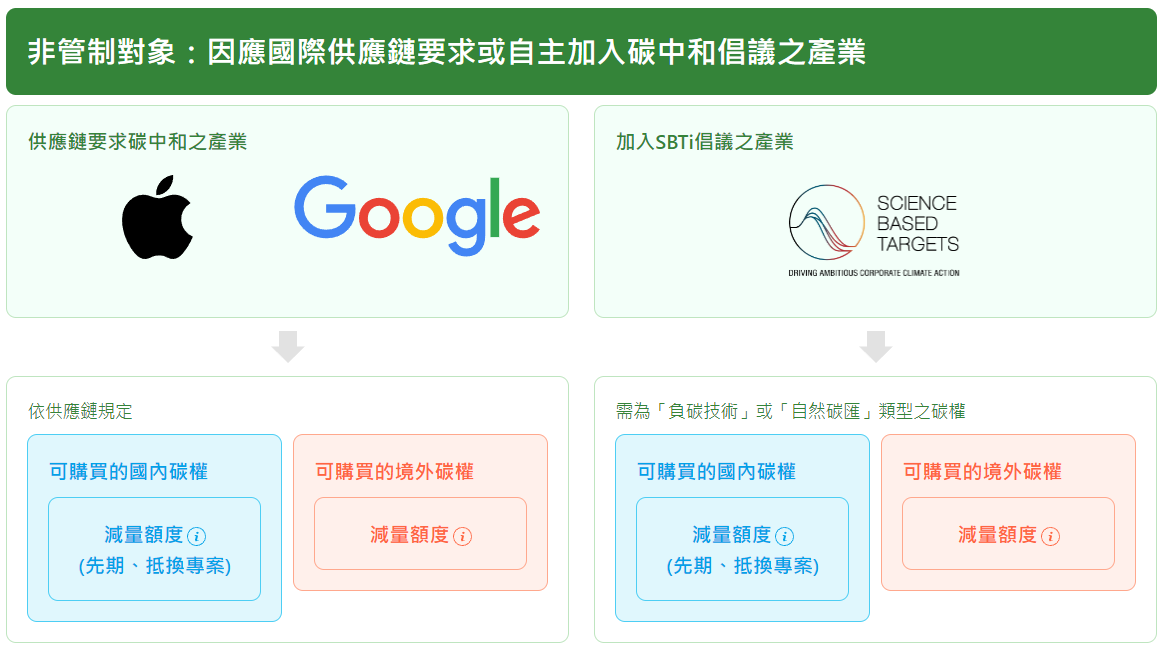 非管制對象：因應國際供應鏈要求或自主加入碳中和倡議之產業
供應鏈要求碳中和之產業
Google
加入SBTi倡議之產業
SCIENCE
BASED
TARGETS
DRIVING AMBITIOUS CORPORATE CLIMATE ACTION
依供應鏈規定
可購買的國內碳權
減量額度 i
(先期、抵換專案)
可購買的境外碳權
減量額度 i
需為「負碳技術」或「自然碳匯」類型之碳權
可購買的國內碳權
減量額度 i
(先期、抵換專案)
可購買的境外碳權
減量額度 i